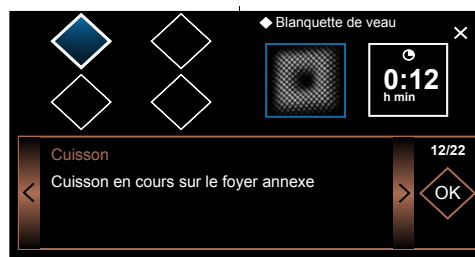 Blanquette de veau
0:12
h min
Cuisson
12/22
Cuisson en cours sur le foyer annexe
OK